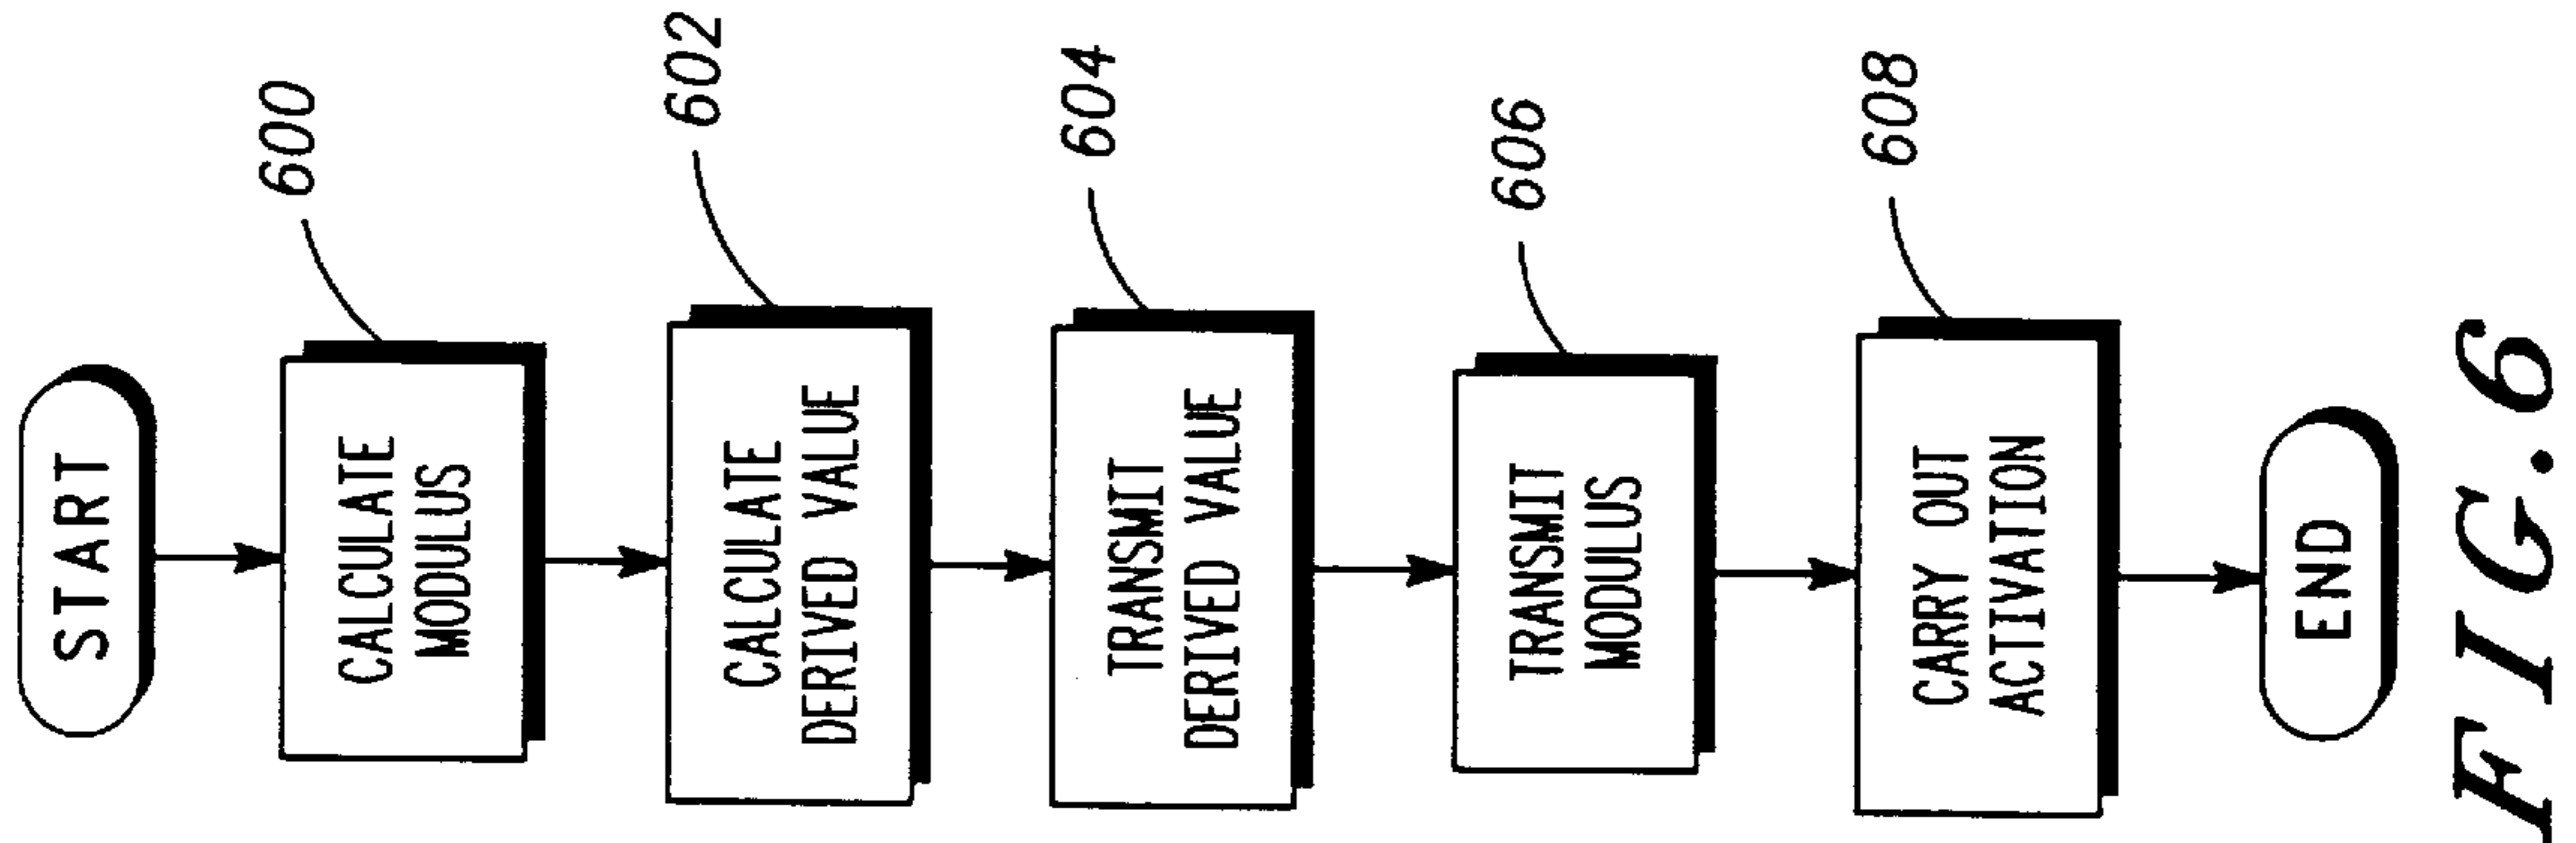 START
CALCULATE
MODULUS
600
CALCULATE
DERIVED VALUE
602
TRANSMIT
DERIVED VALUE
604
TRANSMIT
MODULUS
606
CARRY OUT
ACTIVATION
608
END
FIG.6